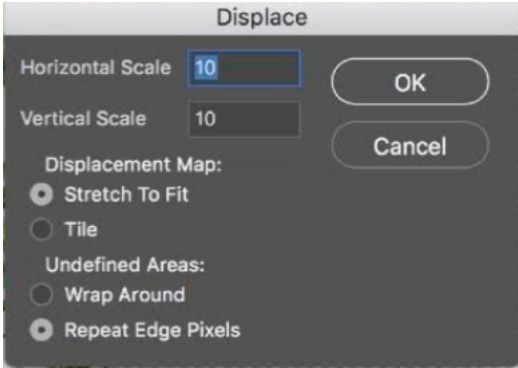 Displace
Horizontal Scale 10
OK
Vertical Scale 10
Cancel
Displacement Map:
Stretch To Fit
Tile
Undefined Areas:
Wrap Around
Repeat Edge Pixels